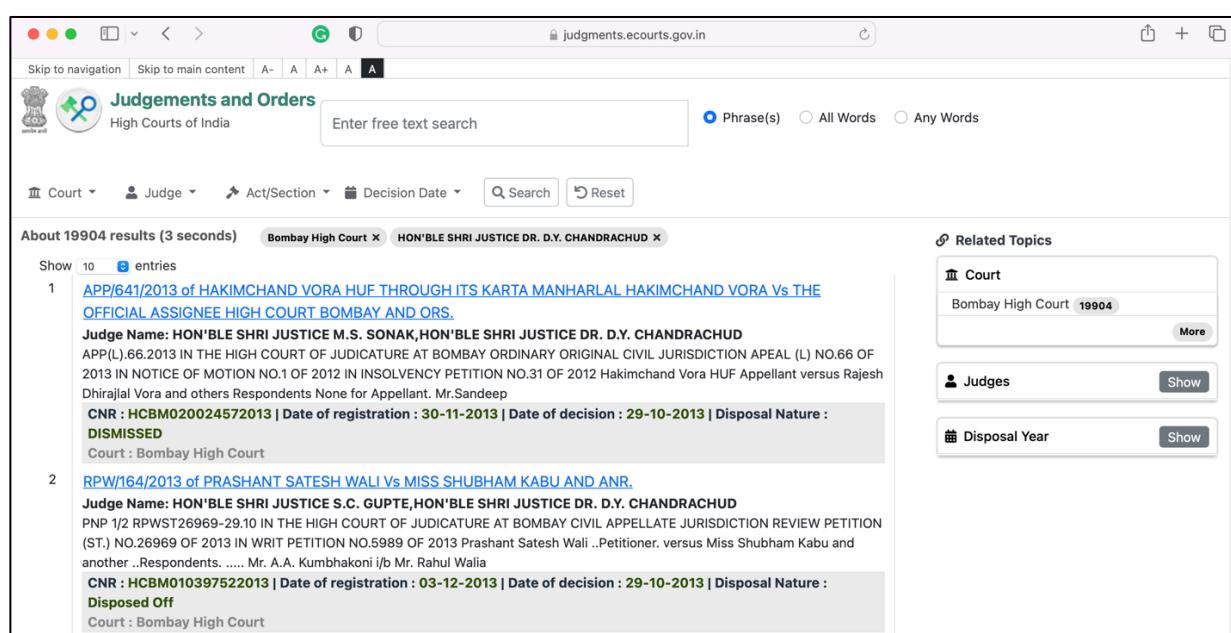 judgments.ecourts.gov.in
Skip to navigation Skip to main content A- A A+ A A
Judgements and Orders
High Courts of India
Enter free text search
Phrase(s) All Words Any Words
Court Judge Act/Section Decision Date Search Reset
About 19904 results (3 seconds) Bombay High Court × HON'BLE SHRI JUSTICE DR. D.Y. CHANDRACHUD ×
Show 10 entries
1 APP/641/2013 of HAKIMCHAND VORA HUF THROUGH ITS KARTA MANHARLAL HAKIMCHAND VORA Vs THE
OFFICIAL ASSIGNEE HIGH COURT BOMBAY AND ORS.
Judge Name: HON'BLE SHRI JUSTICE M.S. SONAK,HON'BLE SHRI JUSTICE DR. D.Y. CHANDRACHUD
APP(L).66.2013 IN THE HIGH COURT OF JUDICATURE AT BOMBAY ORDINARY ORIGINAL CIVIL JURISDICTION APEAL (L) NO.66 OF
2013 IN NOTICE OF MOTION NO.1 OF 2012 IN INSOLVENCY PETITION NO.31 OF 2012 Hakimchand Vora HUF Appellant versus Rajesh
Dhirajlal Vora and others Respondents None for Appellant. Mr.Sandeep
CNR : HCBM020024572013 | Date of registration : 30-11-2013 | Date of decision : 29-10-2013 | Disposal Nature :
DISMISSED
Court : Bombay High Court
2 RPW/164/2013 of PRASHANT SATESH WALI Vs MISS SHUBHAM KABU AND ANR.
Judge Name: HON'BLE SHRI JUSTICE S.C. GUPTE,HON'BLE SHRI JUSTICE DR. D.Y. CHANDRACHUD
PNP 1/2 RPWST26969-29.10 IN THE HIGH COURT OF JUDICATURE AT BOMBAY CIVIL APPELLATE JURISDICTION REVIEW PETITION
(ST.) NO.26969 OF 2013 IN WRIT PETITION NO.5989 OF 2013 Prashant Satesh Wali ..Petitioner. versus Miss Shubham Kabu and
another ..Respondents. ..... Mr. A.A. Kumbhakoni i/b Mr. Rahul Walia
CNR : HCBM010397522013 | Date of registration : 03-12-2013 | Date of decision : 29-10-2013 | Disposal Nature :
Disposed Off
Court : Bombay High Court
Related Topics
Court
Bombay High Court 19904
More
Judges Show
Disposal Year Show